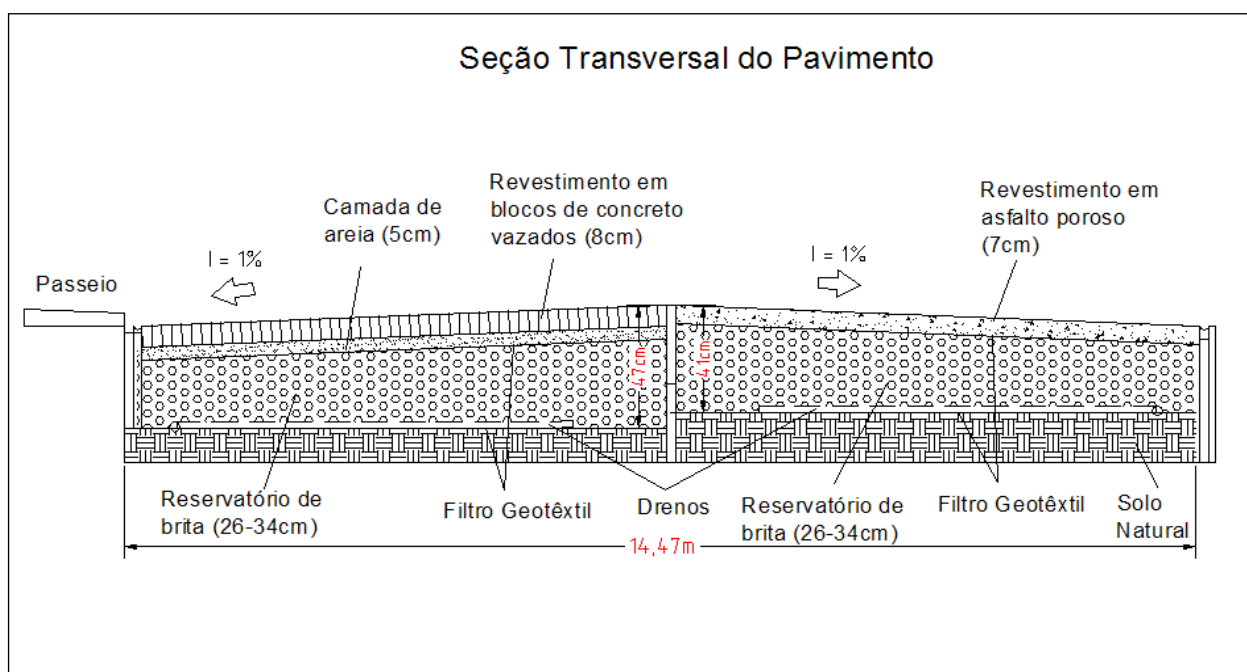 Seção Transversal do Pavimento
Passeio
I = 1%
Camada de
areia (5cm)
Revestimento em
blocos de concreto
vazados (8cm)
I = 1%
Revestimento em
asfalto poroso
(7cm)
47cm
41cm
Reservatório de
brita (26-34cm)
Filtro Geotêxtil
Drenos
Reservatório de
brita (26-34cm)
Filtro Geotêxtil
Solo
Natural
14,47m